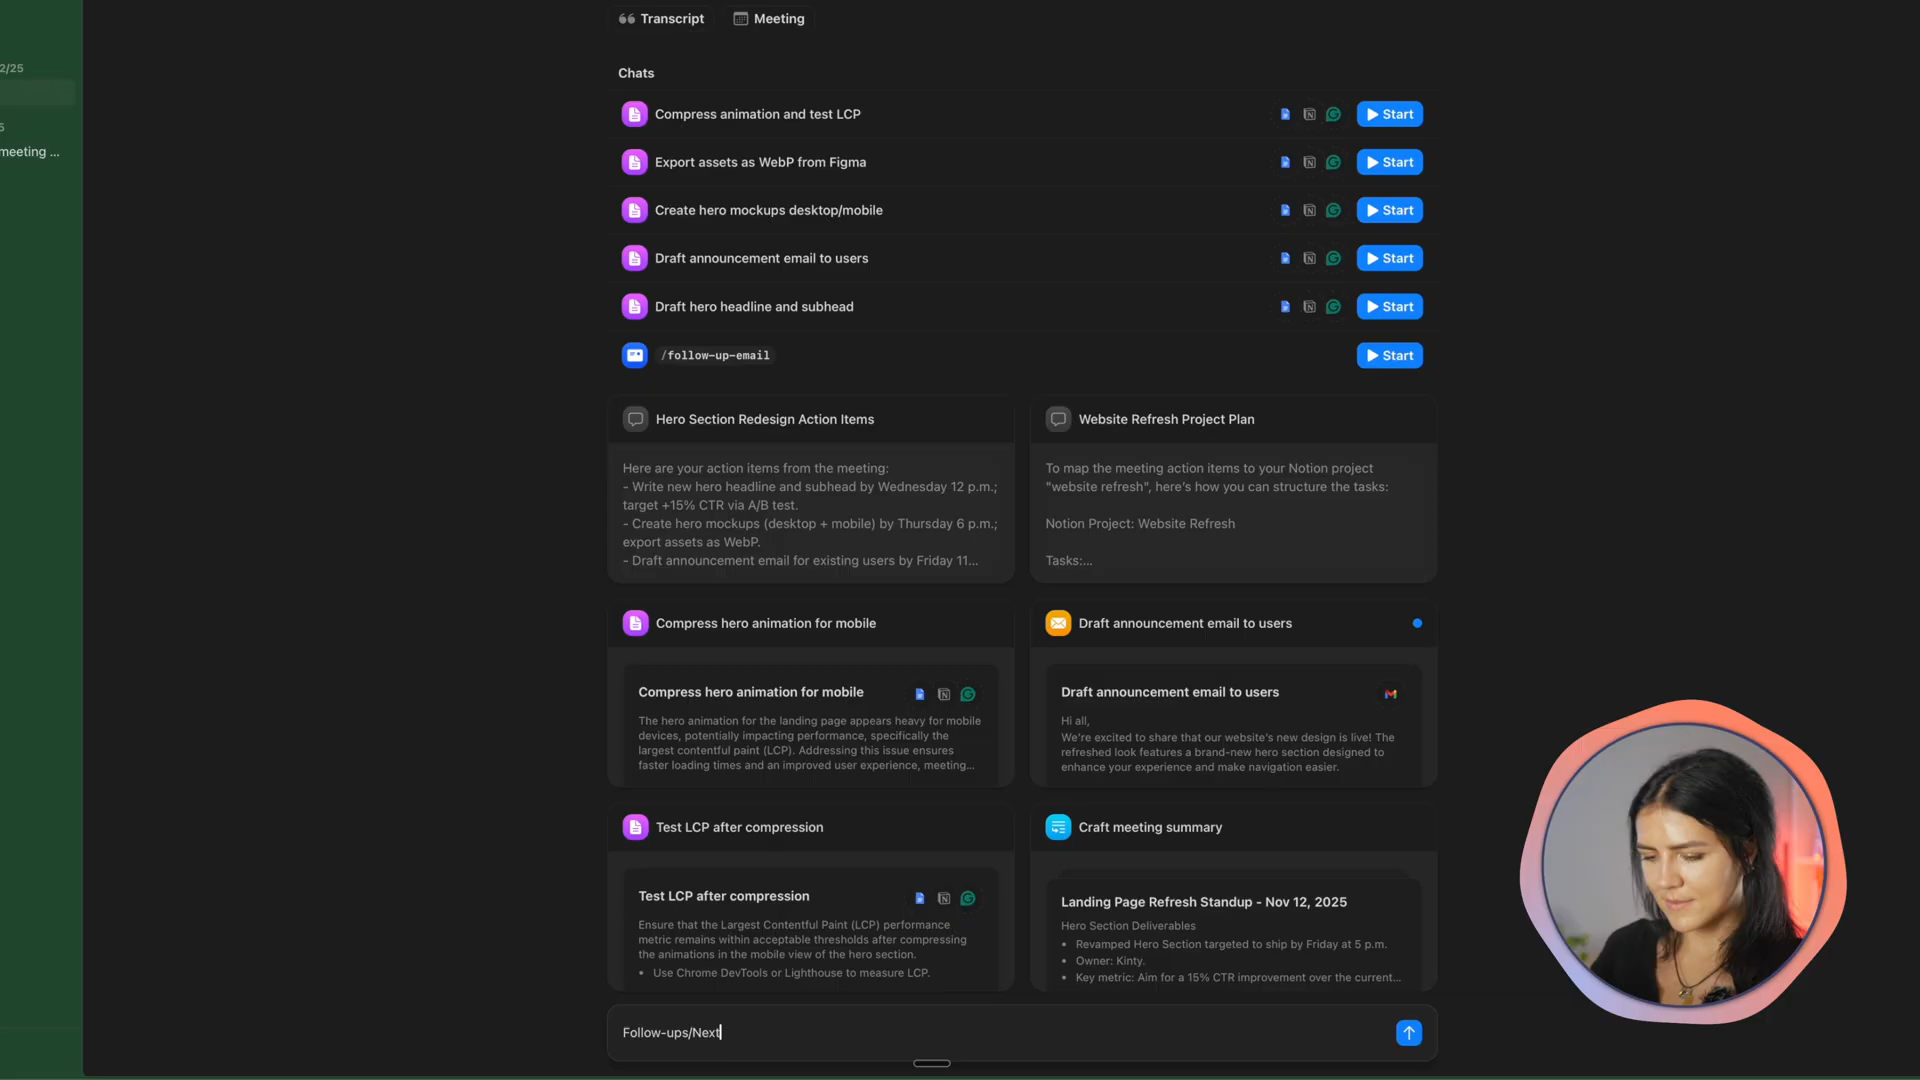 Transcript
Meeting
2/25
5
meeting ...
Chats
Compress animation and test LCP
Start
Export assets as WebP from Figma
Start
Create hero mockups desktop/mobile
Start
Draft announcement email to users
Start
Draft hero headline and subhead
Start
/follow-up-email
Start
Hero Section Redesign Action Items
Here are your action items from the meeting:
- Write new hero headline and subhead by Wednesday 12 p.m.;
target +15% CTR via A/B test.
- Create hero mockups (desktop + mobile) by Thursday 6 p.m.;
export assets as WebP.
- Draft announcement email for existing users by Friday 11...
Website Refresh Project Plan
To map the meeting action items to your Notion project
"website refresh", here's how you can structure the tasks:
Notion Project: Website Refresh
Tasks:...
Compress hero animation for mobile
Compress hero animation for mobile
The hero animation for the landing page appears heavy for mobile
devices, potentially impacting performance, specifically the
largest contentful paint (LCP). Addressing this issue ensures
faster loading times and an improved user experience, meeting...
Draft announcement email to users
Draft announcement email to users
Hi all,
We're excited to share that our website's new design is live! The
refreshed look features a brand-new hero section designed to
enhance your experience and make navigation easier.
Test LCP after compression
Test LCP after compression
Ensure that the Largest Contentful Paint (LCP) performance
metric remains within acceptable thresholds after compressing
the animations in the mobile view of the hero section.
• Use Chrome DevTools or Lighthouse to measure LCP.
Craft meeting summary
Landing Page Refresh Standup - Nov 12, 2025
Hero Section Deliverables
• Revamped Hero Section targeted to ship by Friday at 5 p.m.
• Owner: Kinty.
• Key metric: Aim for a 15% CTR improvement over the current...
Follow-ups/Next